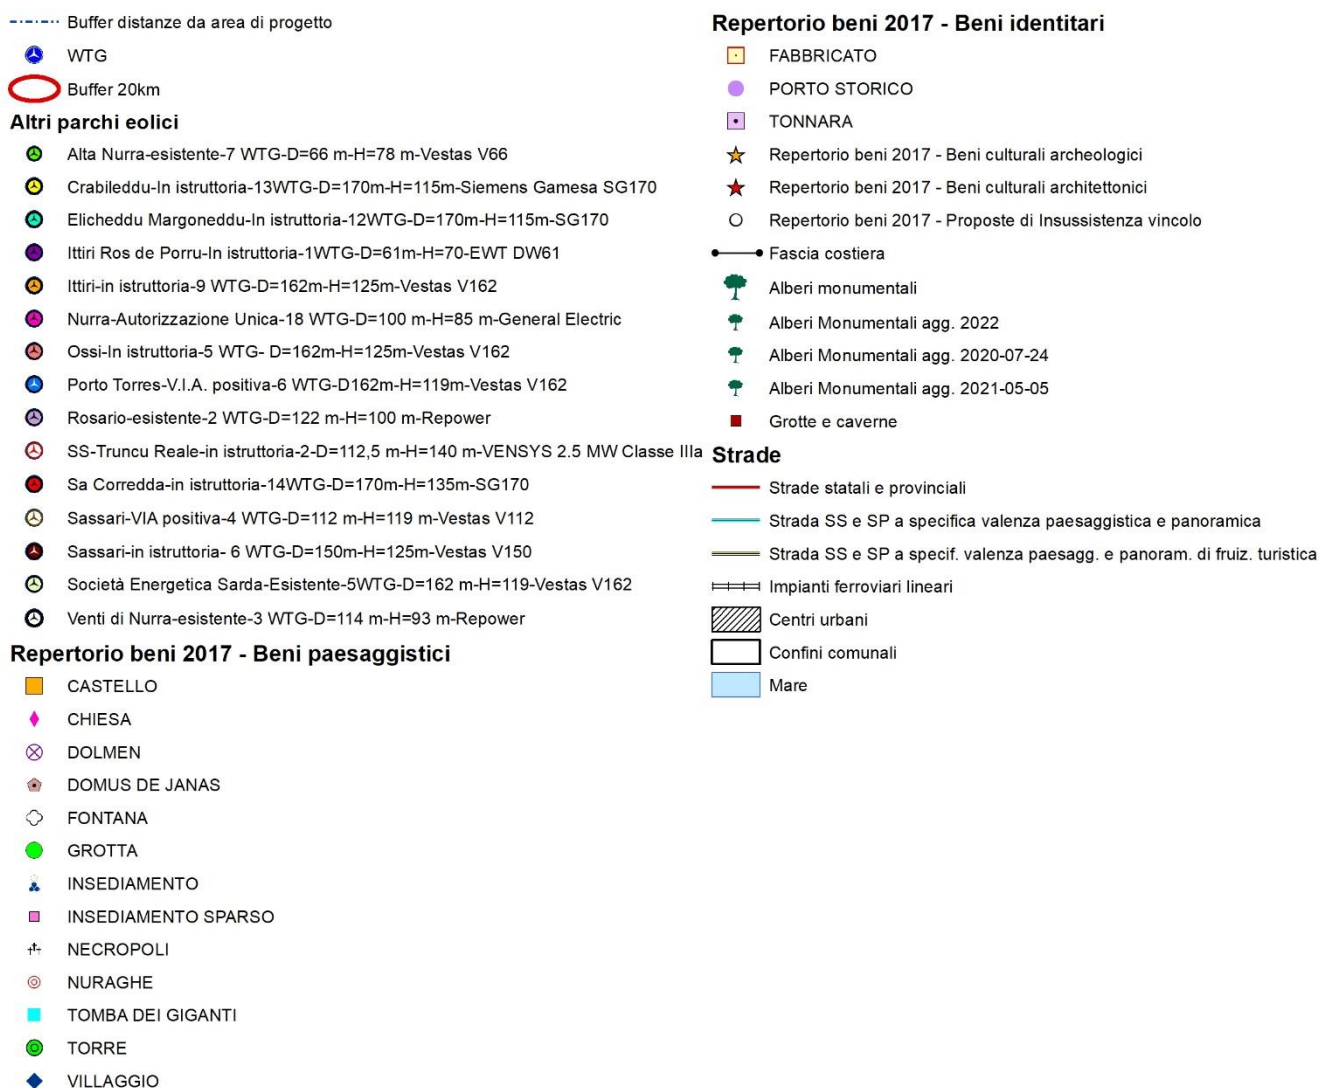 Buffer distanze da area di progetto
WTG
Buffer 20km
Altri parchi eolici
Alta Nurra-esistente-7 WTG-D=66 m-H=78 m-Vestas V66
Crabileddu-In istruttoria-13WTG-D=170m-H=115m-Siemens Gamesa SG170
Elicheddu Margoneddu-In istruttoria-12WTG-D=170m-H=115m-SG170
Ittiri Ros de Porru-In istruttoria-1WTG-D=61m-H=70-EWT DW61
Ittiri-in istruttoria-9 WTG-D=162m-H=125m-Vestas V162
Nurra-Autorizzazione Unica-18 WTG-D=100 m-H=85 m-General Electric
Ossi-In istruttoria-5 WTG- D=162m-H=125m-Vestas V162
Porto Torres-V.I.A. positiva-6 WTG-D162m-H=119m-Vestas V162
Rosario-esistente-2 WTG-D=122 m-H=100 m-Repower
SS-Truncu Reale-in istruttoria-2-D=112,5 m-H=140 m-VENSYS 2.5 MW Classe IIIa
Sa Corredda-in istruttoria-14WTG-D=170m-H=135m-SG170
Sassari-VIA positiva-4 WTG-D=112 m-H=119 m-Vestas V112
Sassari-in istruttoria- 6 WTG-D=150m-H=125m-Vestas V150
Società Energetica Sarda-Esistente-5WTG-D=162 m-H=119-Vestas V162
Venti di Nurra-esistente-3 WTG-D=114 m-H=93 m-Repower
Repertorio beni 2017 - Beni paesaggistici
CASTELLO
CHIESA
DOLMEN
DOMUS DE JANAS
FONTANA
GROTTA
INSEDIAMENTO
INSEDIAMENTO SPARSO
NECROPOLI
NURAGHE
TOMBA DEI GIGANTI
TORRE
VILLAGGIO
Repertorio beni 2017 - Beni identitari
FABBRICATO
PORTO STORICO
TONNARA
Repertorio beni 2017 - Beni culturali archeologici
Repertorio beni 2017 - Beni culturali architettonici
Repertorio beni 2017 - Proposte di Insussistenza vincolo
Fascia costiera
Alberi monumentali
Alberi Monumentali agg. 2022
Alberi Monumentali agg. 2020-07-24
Alberi Monumentali agg. 2021-05-05
Grotte e caverne
Strade
Strade statali e provinciali
Strada SS e SP a specifica valenza paesaggistica e panoramica
Strada SS e SP a specif. valenza paesagg. e panoram. di fruiz. turistica
Impianti ferroviari lineari
Centri urbani
Confini comunali
Mare